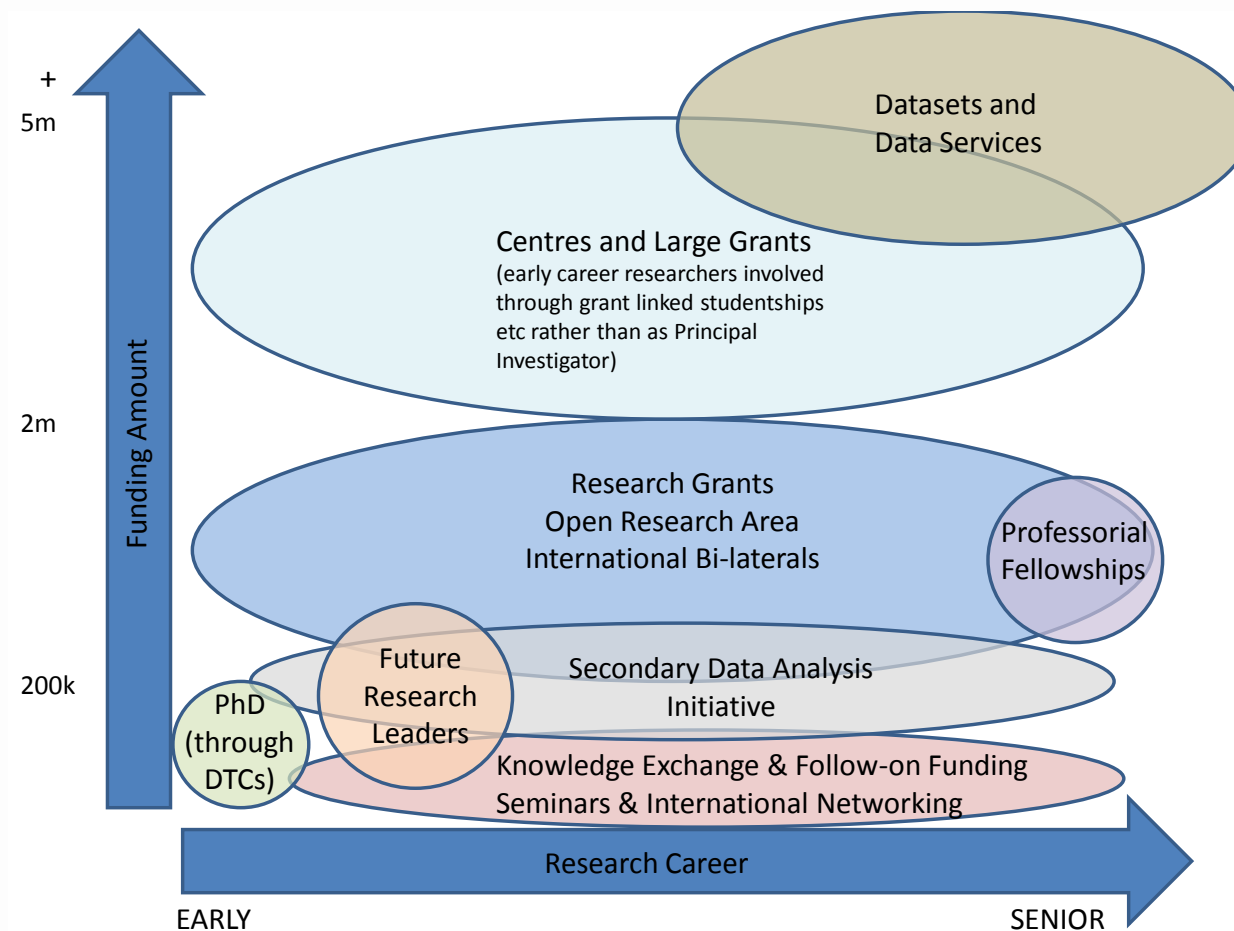 +
5m
2m
200k
Funding Amount
Datasets and
Data Services
Centres and Large Grants
(early career researchers involved
through grant linked studentships
etc rather than as Principal
Investigator)
Research Grants
Open Research Area
International Bi-laterals
Professorial
Fellowships
Future
Research
Leaders
Secondary Data Analysis
Initiative
PhD
(through
DTCs)
Knowledge Exchange & Follow-on Funding
Seminars & International Networking
Research Career
EARLY
SENIOR